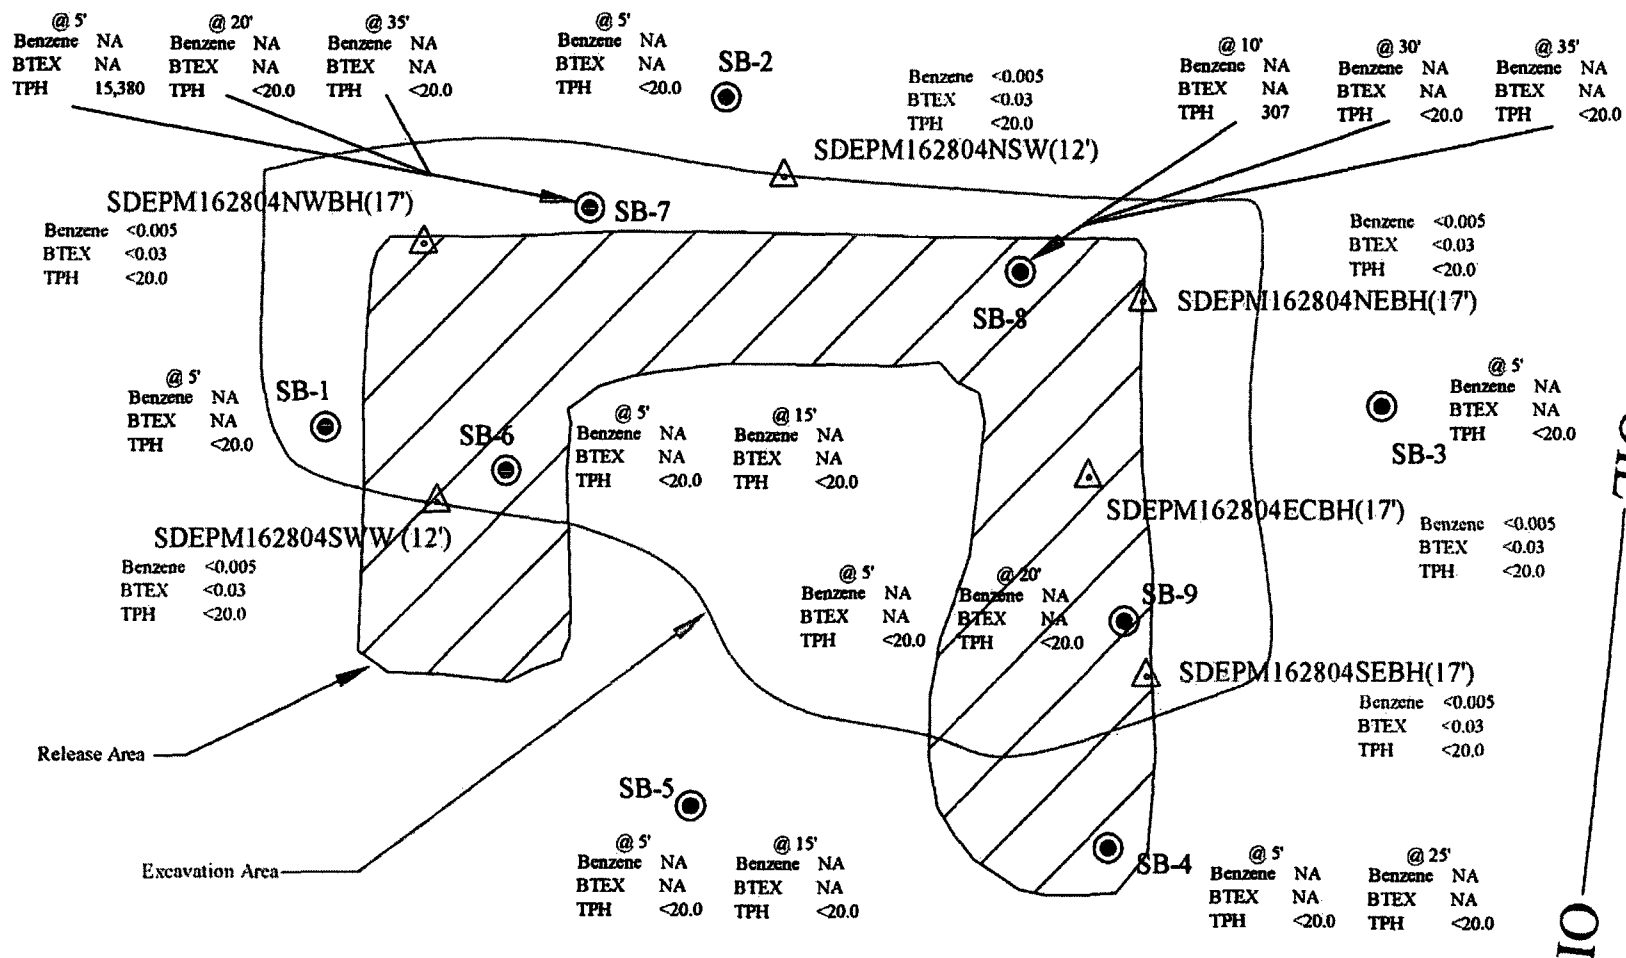 @ 5'
Benzene NA
BTEX NA
TPH 15,380
@ 20'
Benzene NA
BTEX NA
TPH <20.0
@ 35'
Benzene NA
BTEX NA
TPH <20.0
@ 5'
Benzene NA
BTEX NA
TPH <20.0
SB-2
Benzene <0.005
BTEX <0.03
TPH <20.0
SDEPM162804NSW(12')
@ 10'
Benzene NA
BTEX NA
TPH 307
@ 30'
Benzene NA
BTEX NA
TPH <20.0
@ 35'
Benzene NA
BTEX NA
TPH <20.0
SDEPM162804NWBH(17')
Benzene <0.005
BTEX <0.03
TPH <20.0
SB-7
SB-8
Benzene <0.005
BTEX <0.03
TPH <20.0
SDEPM162804NEBH(17')
@ 5'
Benzene NA
BTEX NA
TPH <20.0
SB-1
SB-6
@ 5'
Benzene NA
BTEX NA
TPH <20.0
@ 15'
Benzene NA
BTEX NA
TPH <20.0
@ 5'
Benzene NA
BTEX NA
TPH <20.0
SB-3
SDEPM162804SWW (12')
Benzene <0.005
BTEX <0.03
TPH <20.0
SDEPM162804ECBH(17')
Benzene <0.005
BTEX <0.03
TPH <20.0
@ 5'
Benzene NA
BTEX NA
TPH <20.0
@ 20'
Benzene NA
BTEX NA
TPH <20.0
SB-9
SDEPM162804SEBH(17')
Benzene <0.005
BTEX <0.03
TPH <20.0
Release Area
Excavation Area
SB-5
@ 5'
Benzene NA
BTEX NA
TPH <20.0
@ 15'
Benzene NA
BTEX NA
TPH <20.0
SB-4
@ 5'
Benzene NA
BTEX NA
TPH <20.0
@ 25'
Benzene NA
BTEX NA
TPH <20.0